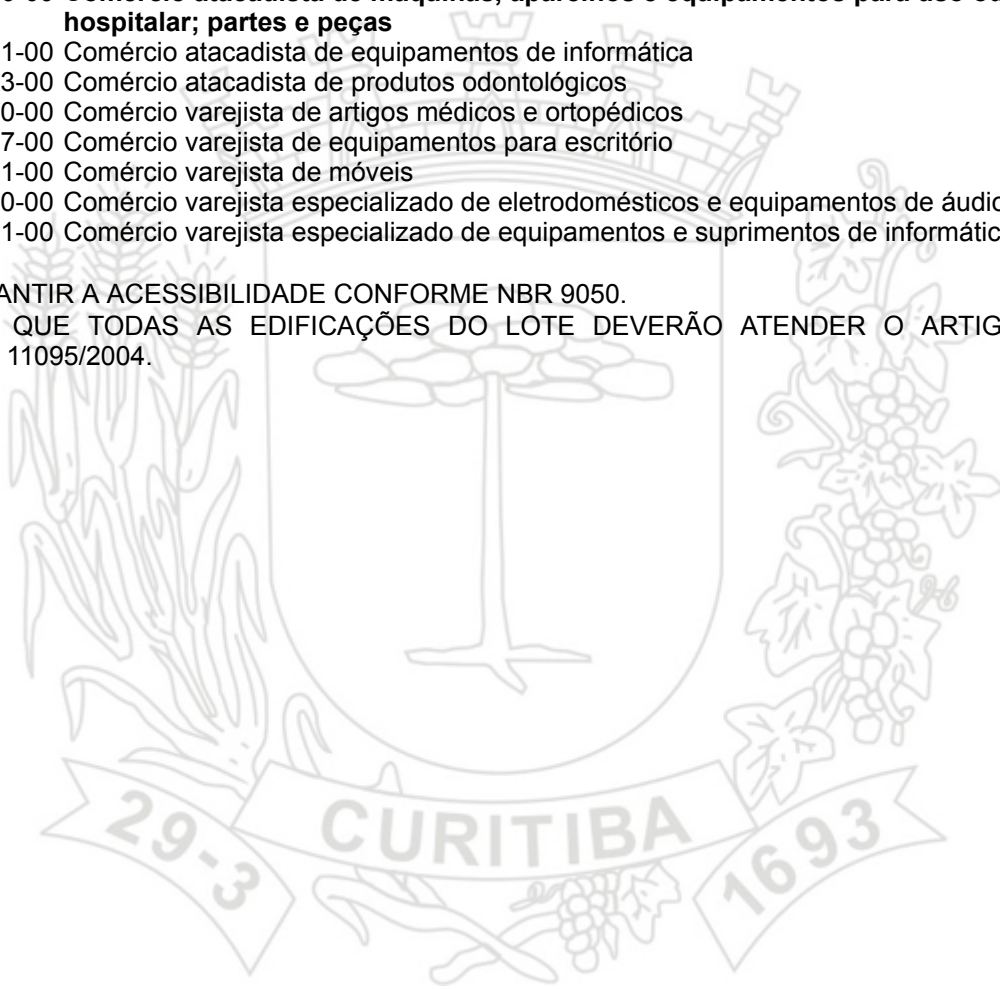 hospitalar; partes e peças
1-00 Comércio atacadista de equipamentos de informática
3-00 Comércio atacadista de produtos odontológicos
0-00 Comércio varejista de artigos médicos e ortopédicos
7-00 Comércio varejista de equipamentos para escritório
1-00 Comércio varejista de móveis
0-00 Comércio varejista especializado de eletrodomésticos e equipamentos de áudio
1-00 Comércio varejista especializado de equipamentos e suprimentos de informátic
ANTIR A ACESSIBILIDADE CONFORME NBR 9050.
QUE TODAS AS EDIFICAÇÕES DO LOTE DEVERÃO ATENDER O ARTIG
11095/2004.
29-3 CURITIBA 1693